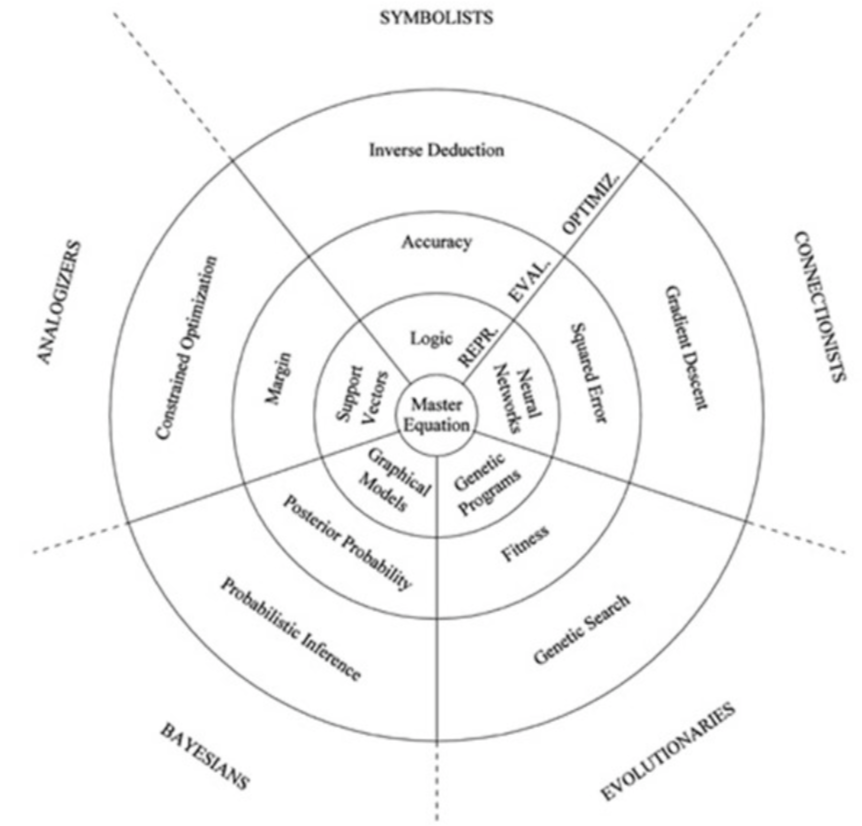 SYMBOLISTS
Inverse Deduction
OPTIMIZ.
Accuracy
EVAL.
Logic
REPR.
ANALOGIZERS
Constrained Optimization
Margin
Support
Vectors
Master
Equation
Neural
Networks
Squared Error
Gradient Descent
CONNECTIONISTS
Graphical
Models
Genetic
Programs
Posterior Probability
Fitness
Probabilistic Inference
Genetic Search
BAYESIANS
EVOLUTIONARIES